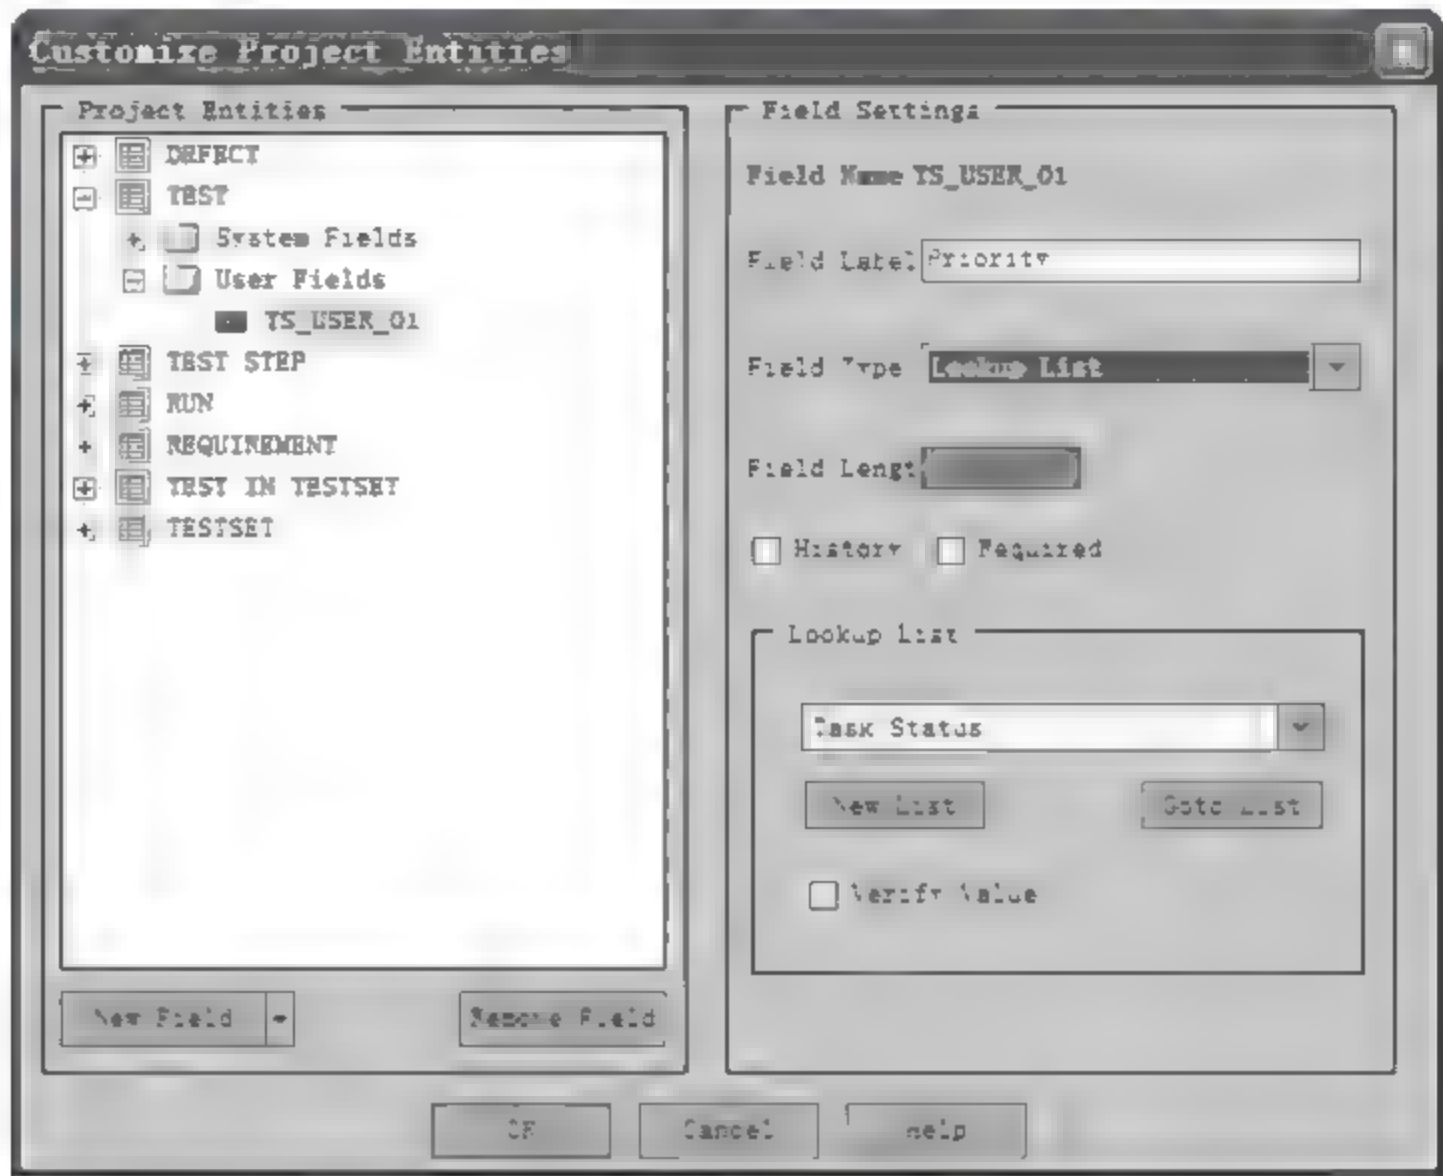 Customize Project Entities
Project Entities
DEFECT
TEST
System Fields
User Fields
TS_USER_01
TEST STEP
RUN
REQUIREMENT
TEST IN TESTSET
TESTSET
New Field
Remove Field
Field Settings
Field Name TS_USER_01
Field Label Priority
Field Type Lookup List
Field Lengt
History Required
Lookup List
Task Status
New List Goto List
Verify Value
OK Cancel Help